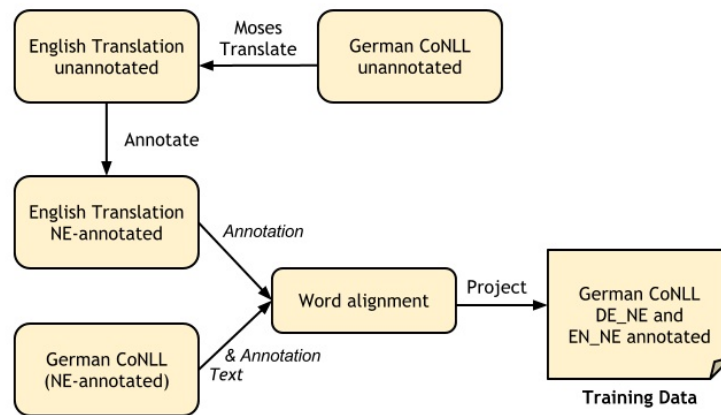 English Translation
unannotated
Moses
Translate
German CoNLL
unannotated
Annotate
English Translation
NE-annotated
Annotation
Word alignment
Project
German CoNLL
DE_NE and
EN_NE annotated
German CoNLL
(NE-annotated)
& Annotation
Text
Training Data